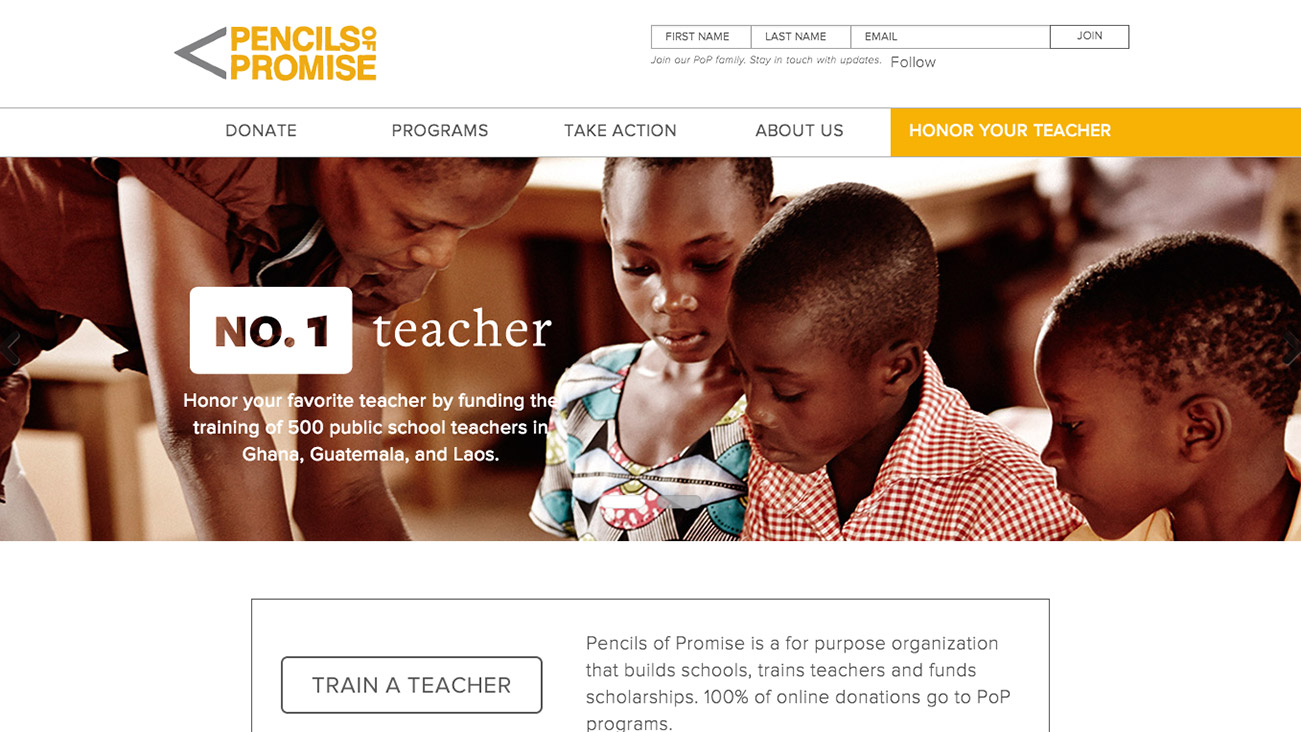 PENCILS OF
PROMISE
FIRST NAME LAST NAME EMAIL JOIN
Join our PoP family. Stay in touch with updates. Follow
DONATE PROGRAMS TAKE ACTION ABOUT US HONOR YOUR TEACHER
NO. 1 teacher
Honor your favorite teacher by funding the
training of 500 public school teachers in
Ghana, Guatemala, and Laos.
TRAIN A TEACHER
Pencils of Promise is a for purpose organization
that builds schools, trains teachers and funds
scholarships. 100% of online donations go to PoP
programs.